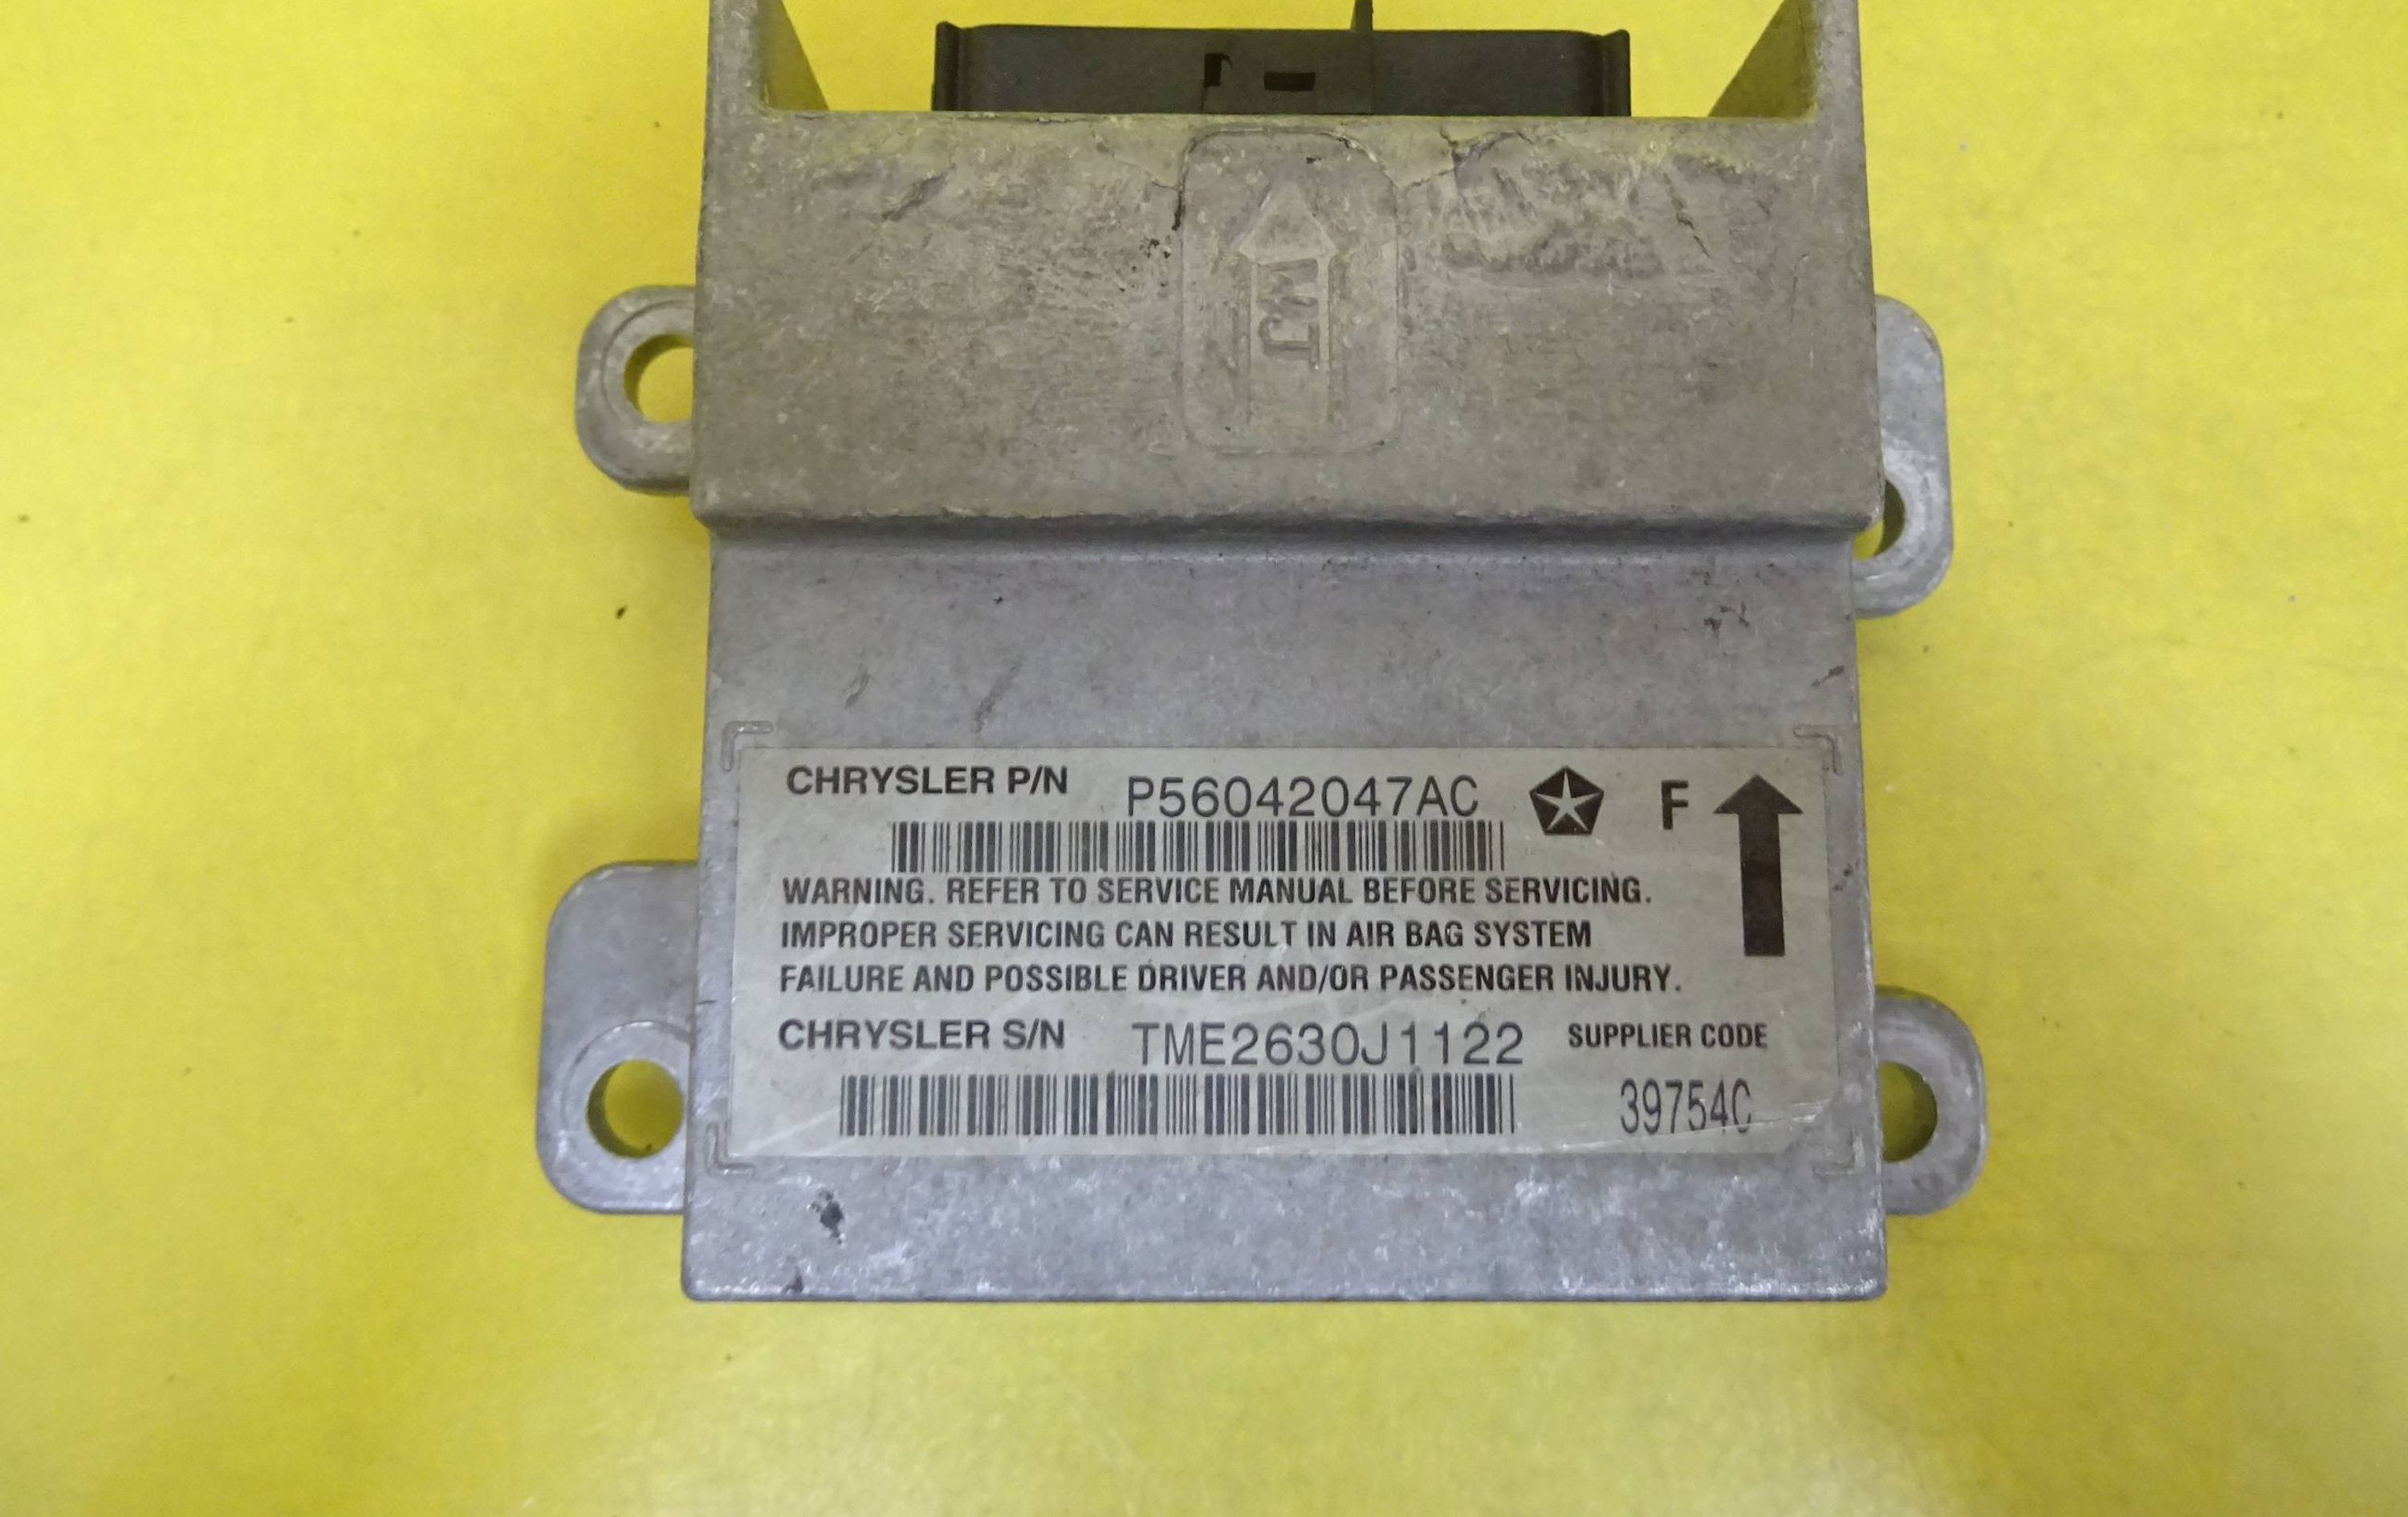 WJ
CHRYSLER P/N P56042047AC F
WARNING. REFER TO SERVICE MANUAL BEFORE SERVICING.
IMPROPER SERVICING CAN RESULT IN AIR BAG SYSTEM
FAILURE AND POSSIBLE DRIVER AND/OR PASSENGER INJURY.
CHRYSLER S/N TME2630J1122 SUPPLIER CODE
39754C